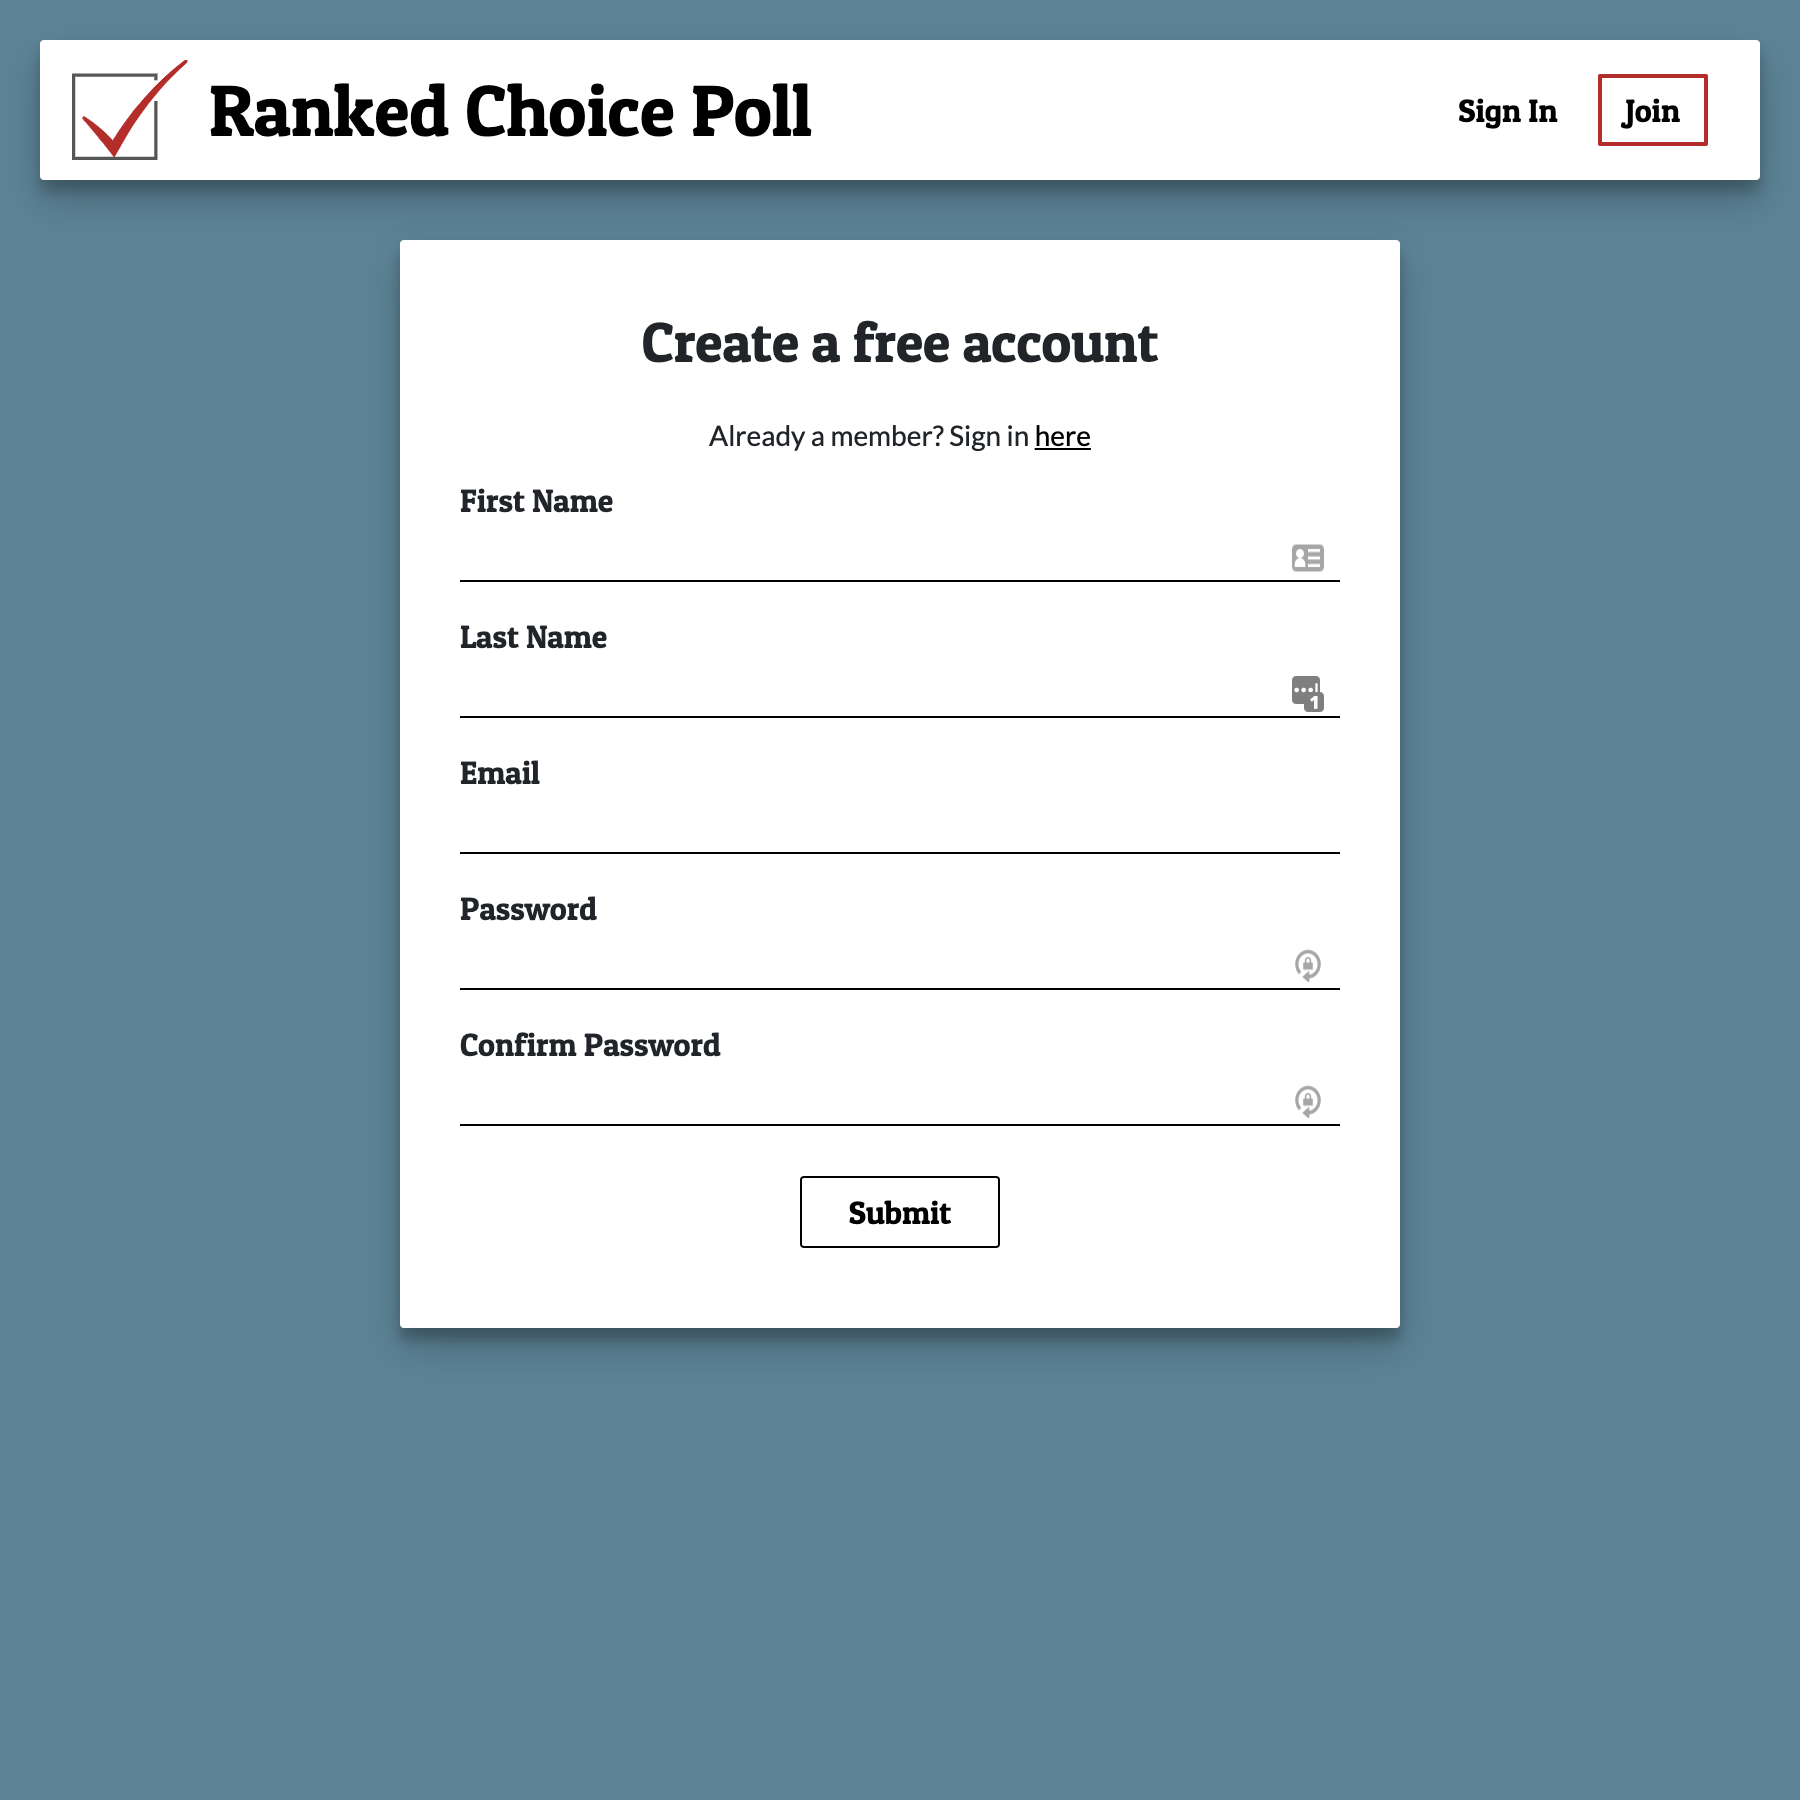 Ranked Choice Poll
Sign In
Join
Create a free account
Already a member? Sign in here
First Name
Last Name
1
Email
Password
Confirm Password
Submit